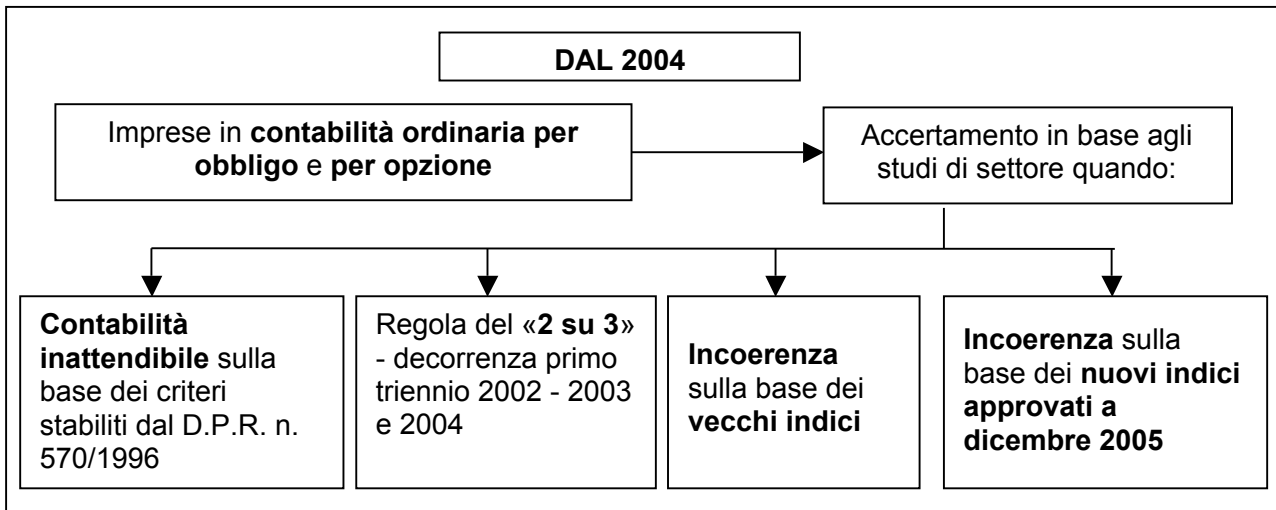 DAL 2004
Imprese in contabilità ordinaria per
obbligo e per opzione
Accertamento in base agli
studi di settore quando:
Contabilità
inattendibile sulla
base dei criteri
stabiliti dal D.P.R. n.
570/1996
Regola del «2 su 3»
- decorrenza primo
triennio 2002 - 2003
e 2004
Incoerenza
sulla base dei
vecchi indici
Incoerenza sulla
base dei nuovi indici
approvati a
dicembre 2005